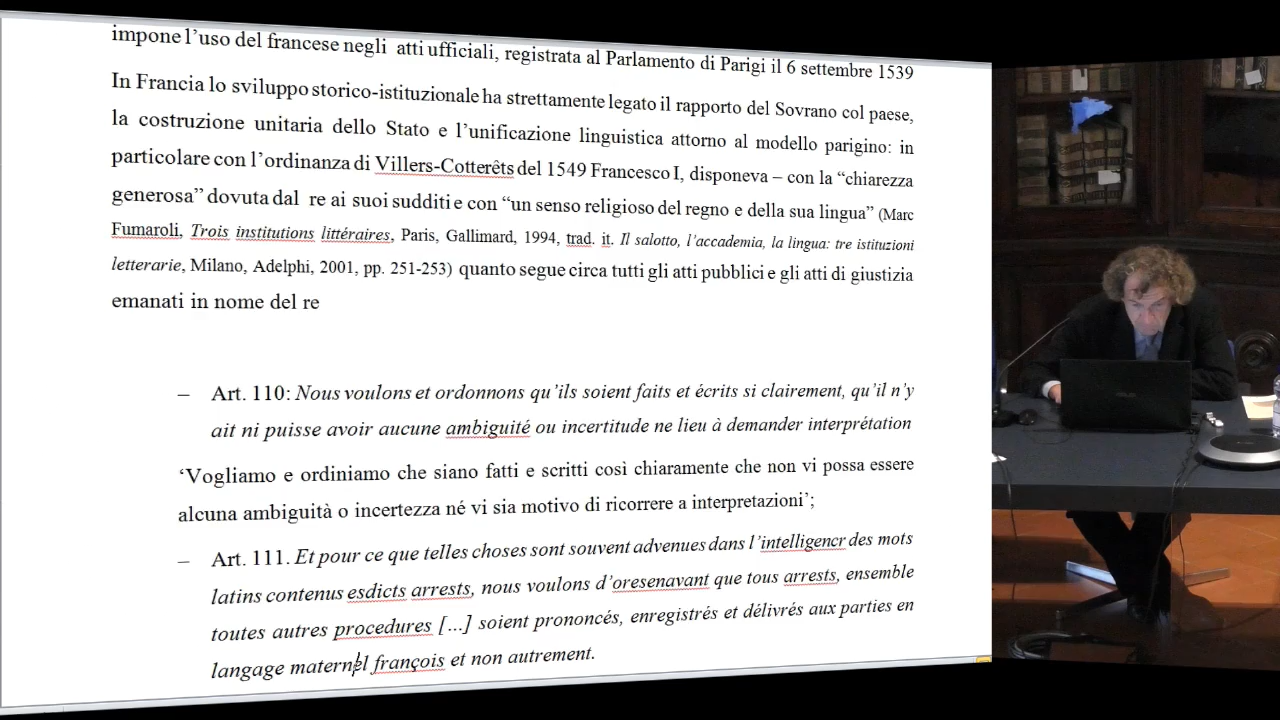 impone l’uso del francese negli atti ufficiali, registrata al Parlamento di Parigi il 6 settembre 1539
In Francia lo sviluppo storico-istituzionale ha strettamente legato il rapporto del Sovrano col paese,
la costruzione unitaria dello Stato e l’unificazione linguistica attorno al modello parigino: in
particolare con l’ordinanza di Villers-Cotterêts del 1549 Francesco I, disponeva – con la “chiarezza
generosa” dovuta dal re ai suoi sudditi e con “un senso religioso del regno e della sua lingua” (Marc
Fumaroli, Trois institutions littéraires, Paris, Gallimard, 1994, trad. it. Il salotto, l’accademia, la lingua: tre istituzioni
letterarie, Milano, Adelphi, 2001, pp. 251-253) quanto segue circa tutti gli atti pubblici e gli atti di giustizia
emanati in nome del re
– Art. 110: Nous voulons et ordonnons qu’ils soient faits et écrits si clairement, qu’il n’y
ait ni puisse avoir aucune ambiguité ou incertitude ne lieu à demander interprétation
‘Vogliamo e ordiniamo che siano fatti e scritti così chiaramente che non vi possa essere
alcuna ambiguità o incertezza né vi sia motivo di ricorrere a interpretazioni’;
– Art. 111. Et pour ce que telles choses sont souvent advenues dans l’intelligencr des mots
latins contenus esdicts arrests, nous voulons d’oresenavant que tous arrests, ensemble
toutes autres procedures [...] soient prononcés, enregistrés et délivrés aux parties en
langage maternel françois et non autrement.